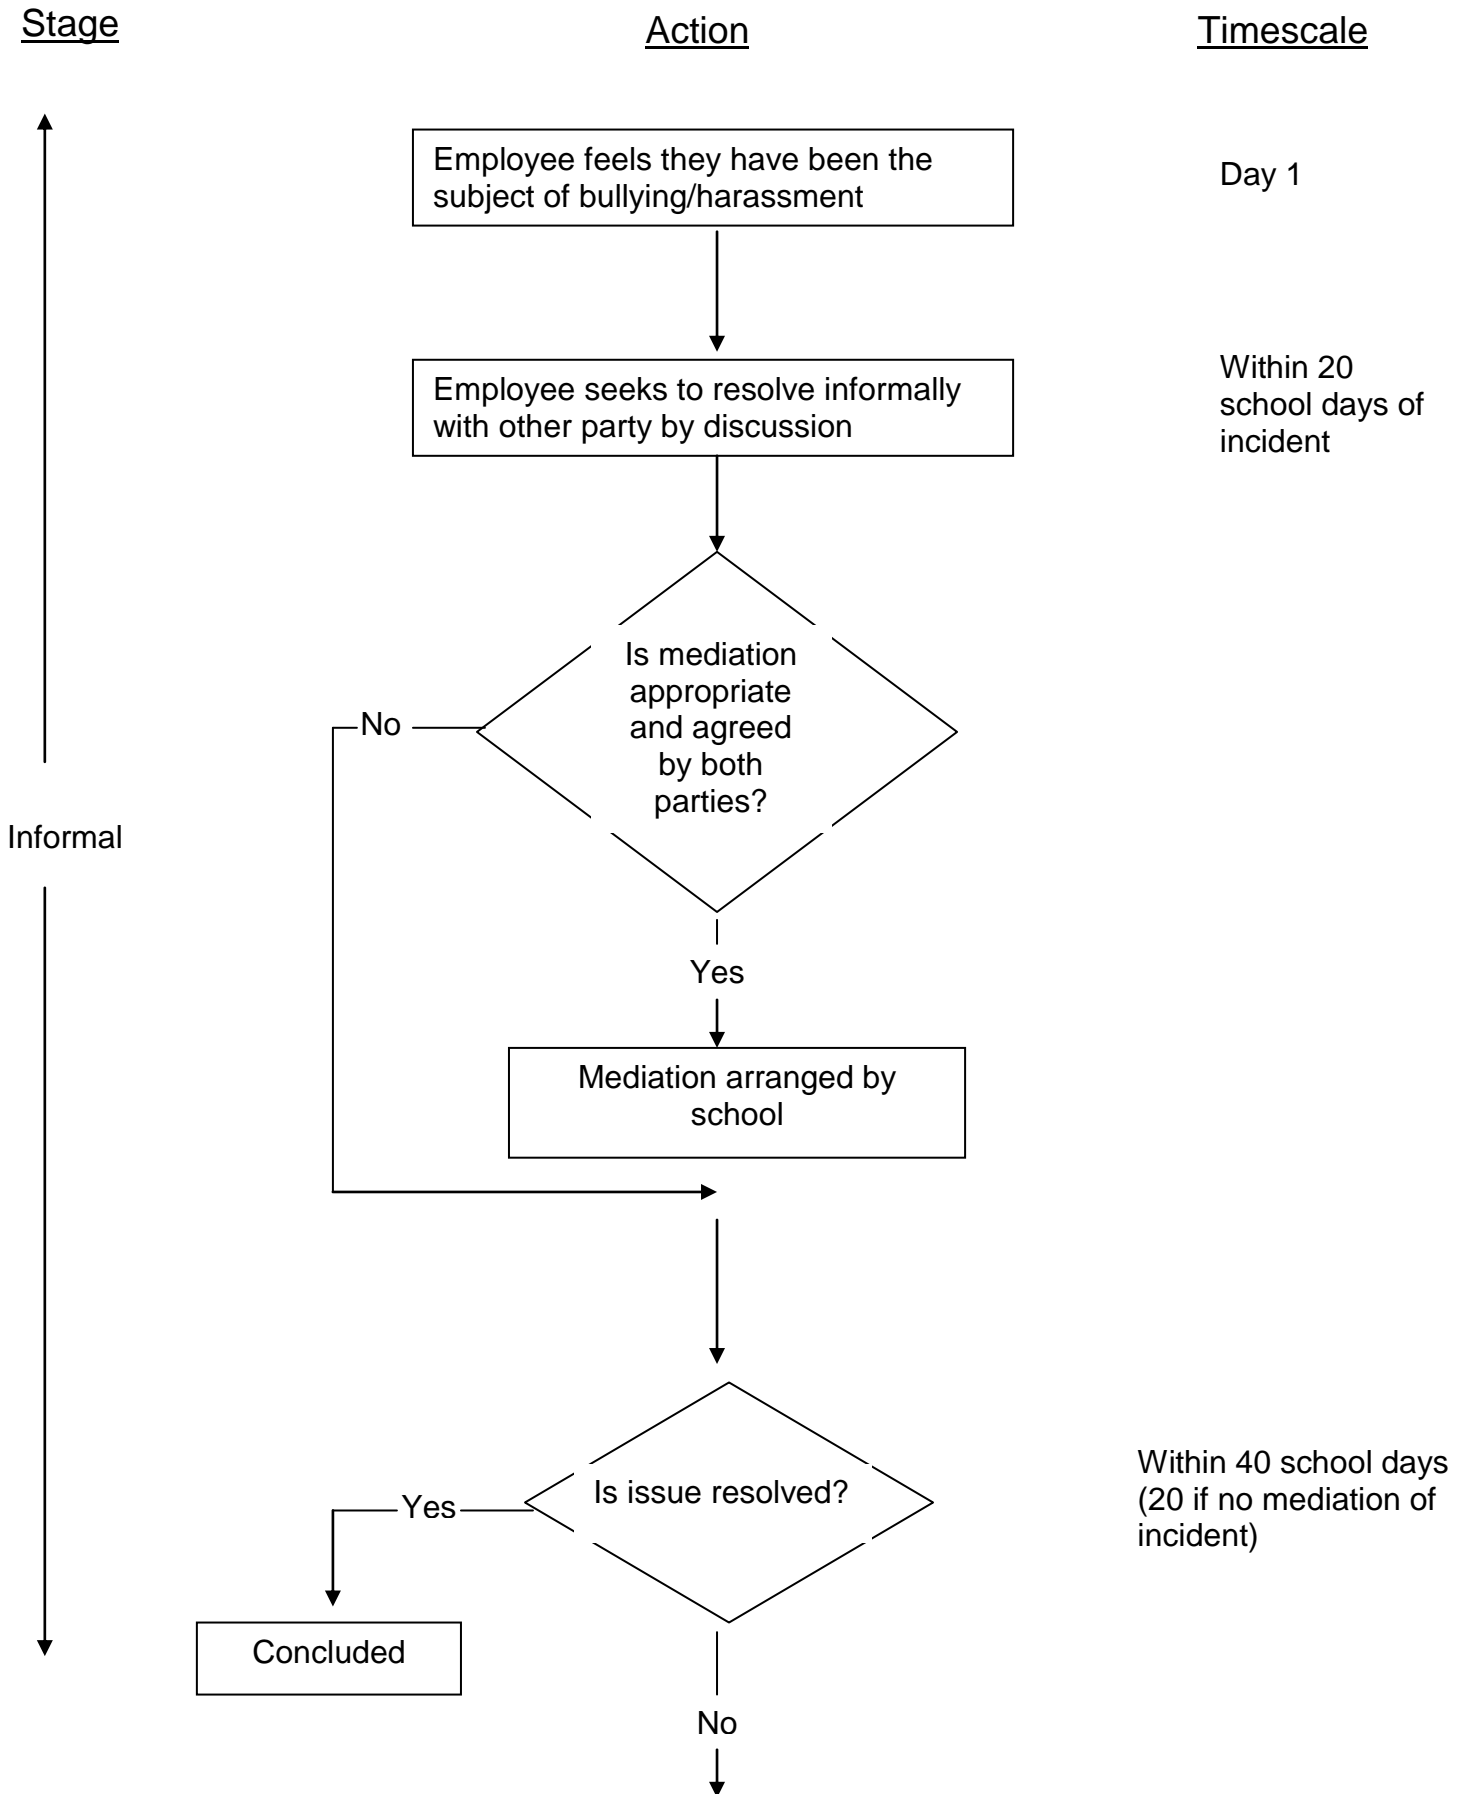 Stage
Action
Timescale
Employee feels they have been the
subject of bullying/harassment
Day 1
Employee seeks to resolve informally
with other party by discussion
Within 20
school days of
incident
Is mediation
appropriate
and agreed
by both
parties?
No
Informal
Yes
Mediation arranged by
school
Is issue resolved?
Within 40 school days
(20 if no mediation of
incident)
Yes
Concluded
No